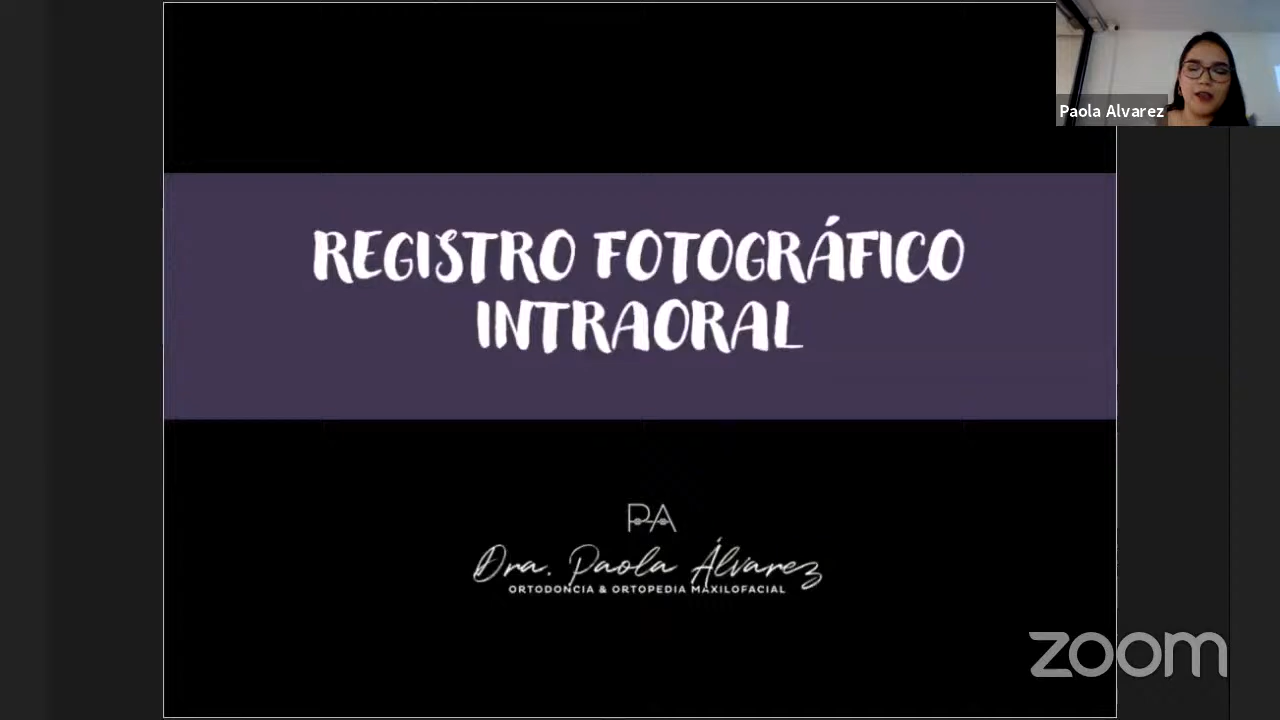 Paola Alvarez
REGISTRO FOTOGRÁFICO
INTRAORAL
PA
Dra. Paola Álvarez
ORTODONCIA & ORTOPEDIA MAXILOFACIAL
zoom